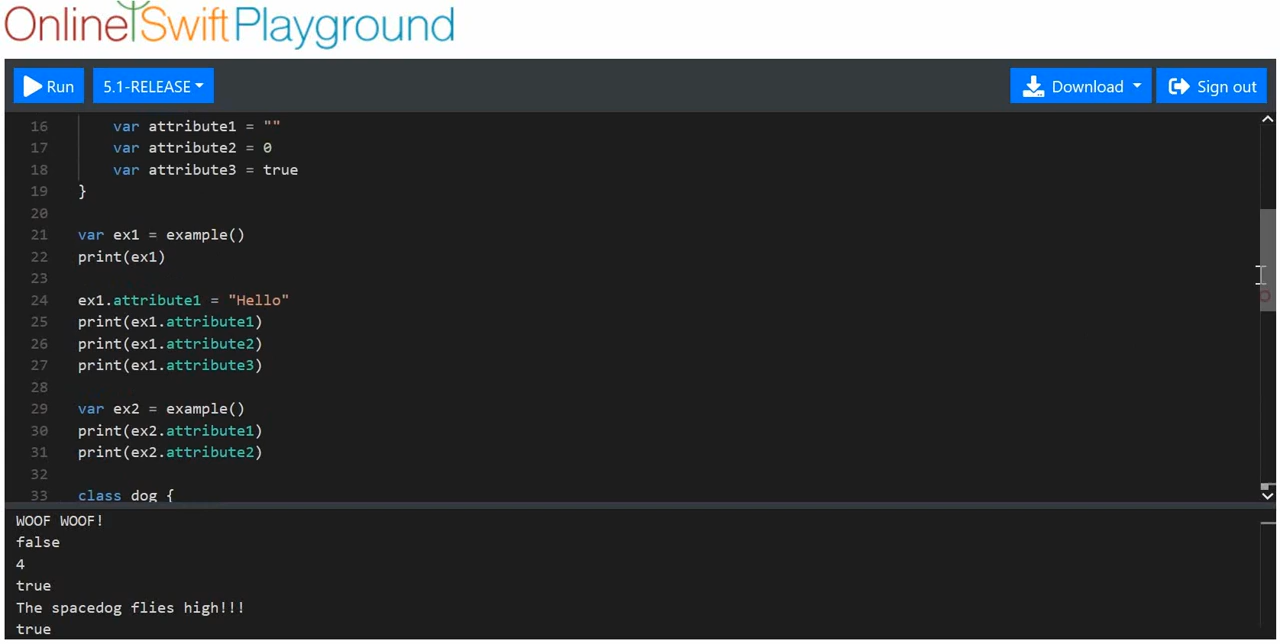 OnlineSwiftPlayground
Run 5.1-RELEASE Download Sign out
16 var attribute1 = ""
17 var attribute2 = 0
18 var attribute3 = true
19 }
20
21 var ex1 = example()
22 print(ex1)
23
24 ex1.attribute1 = "Hello"
25 print(ex1.attribute1)
26 print(ex1.attribute2)
27 print(ex1.attribute3)
28
29 var ex2 = example()
30 print(ex2.attribute1)
31 print(ex2.attribute2)
32
33 class dog {
WOOF WOOF!
false
4
true
The spacedog flies high!!!
true